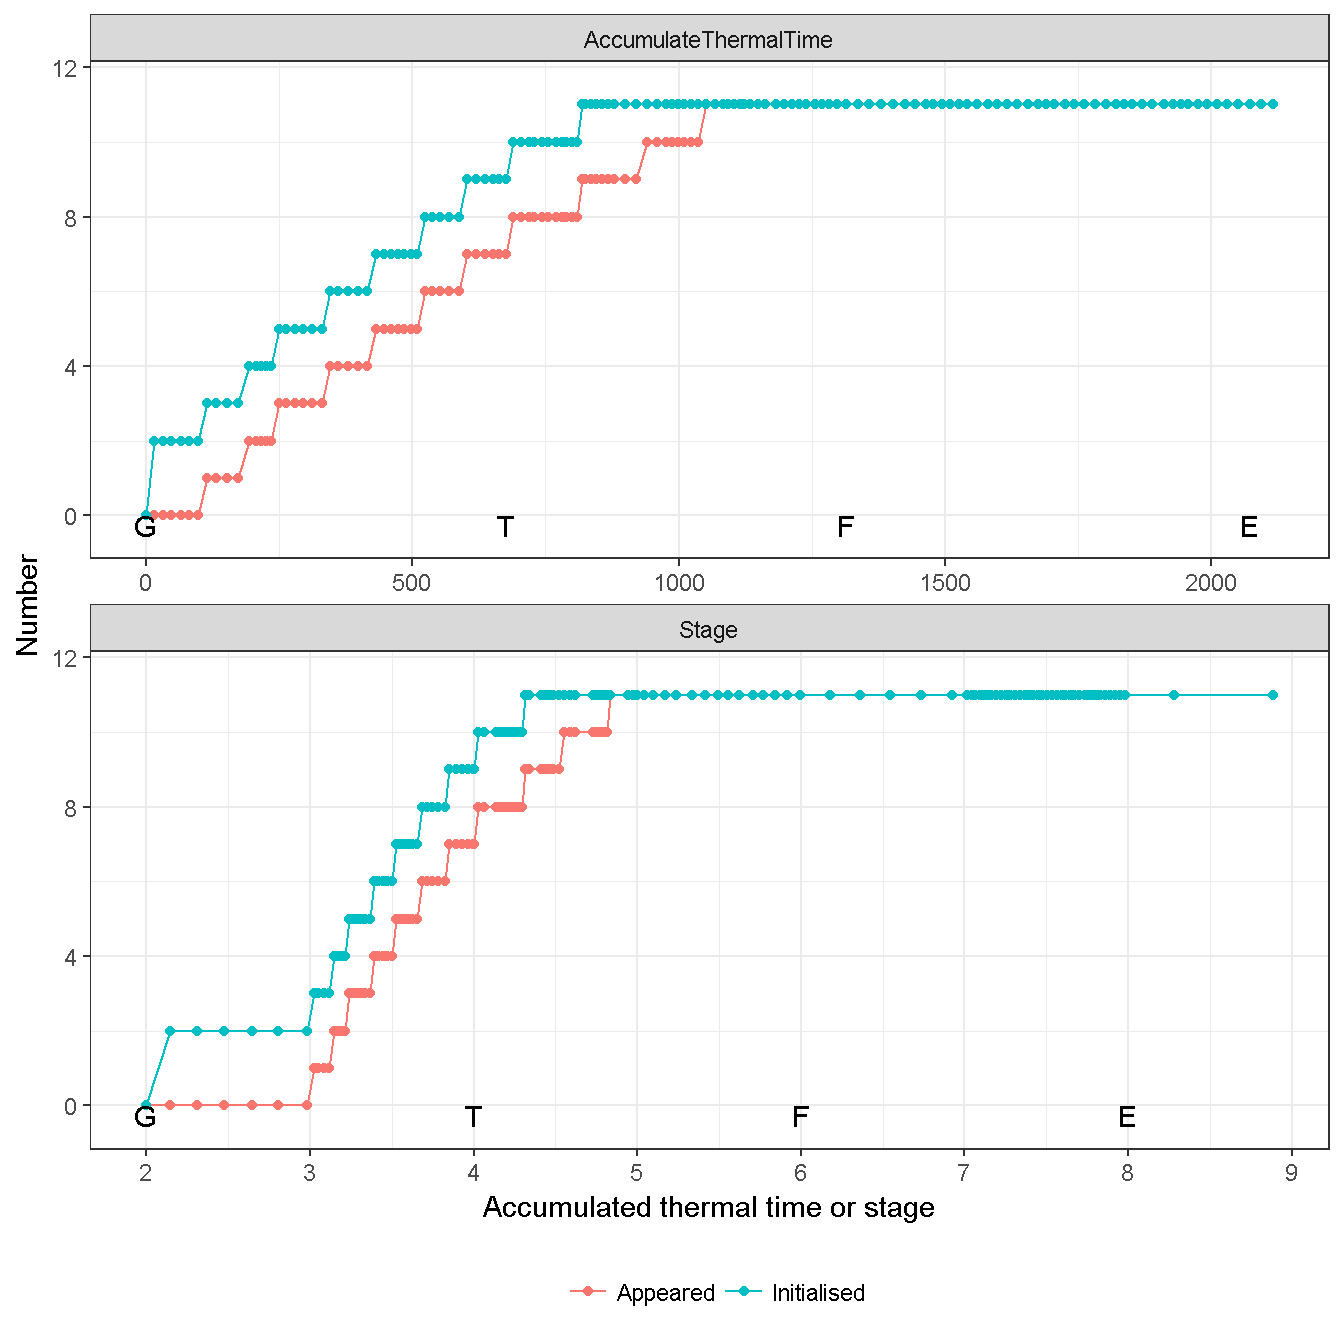 AccumulateThermalTime
12
8
4
0
G T F E
0 500 1000 1500 2000
Number
Stage
12
8
4
0
G T F E
2 3 4 5 6 7 8 9
Accumulated thermal time or stage
Appeared Initialised